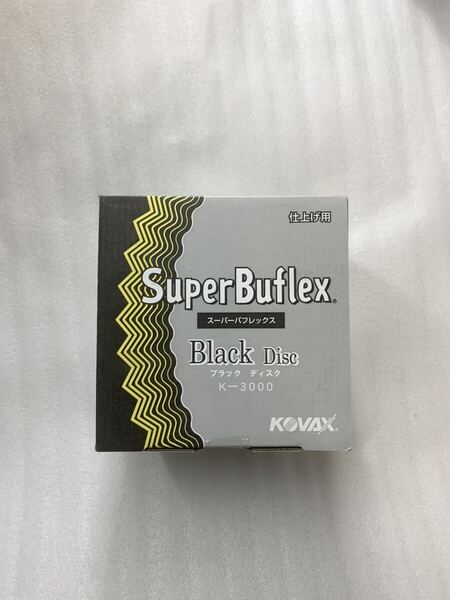 仕上げ用
SuperBuflex®
スーパーバフレックス
Black Disc
ブラック ディスク
K－3000
KOVAX®